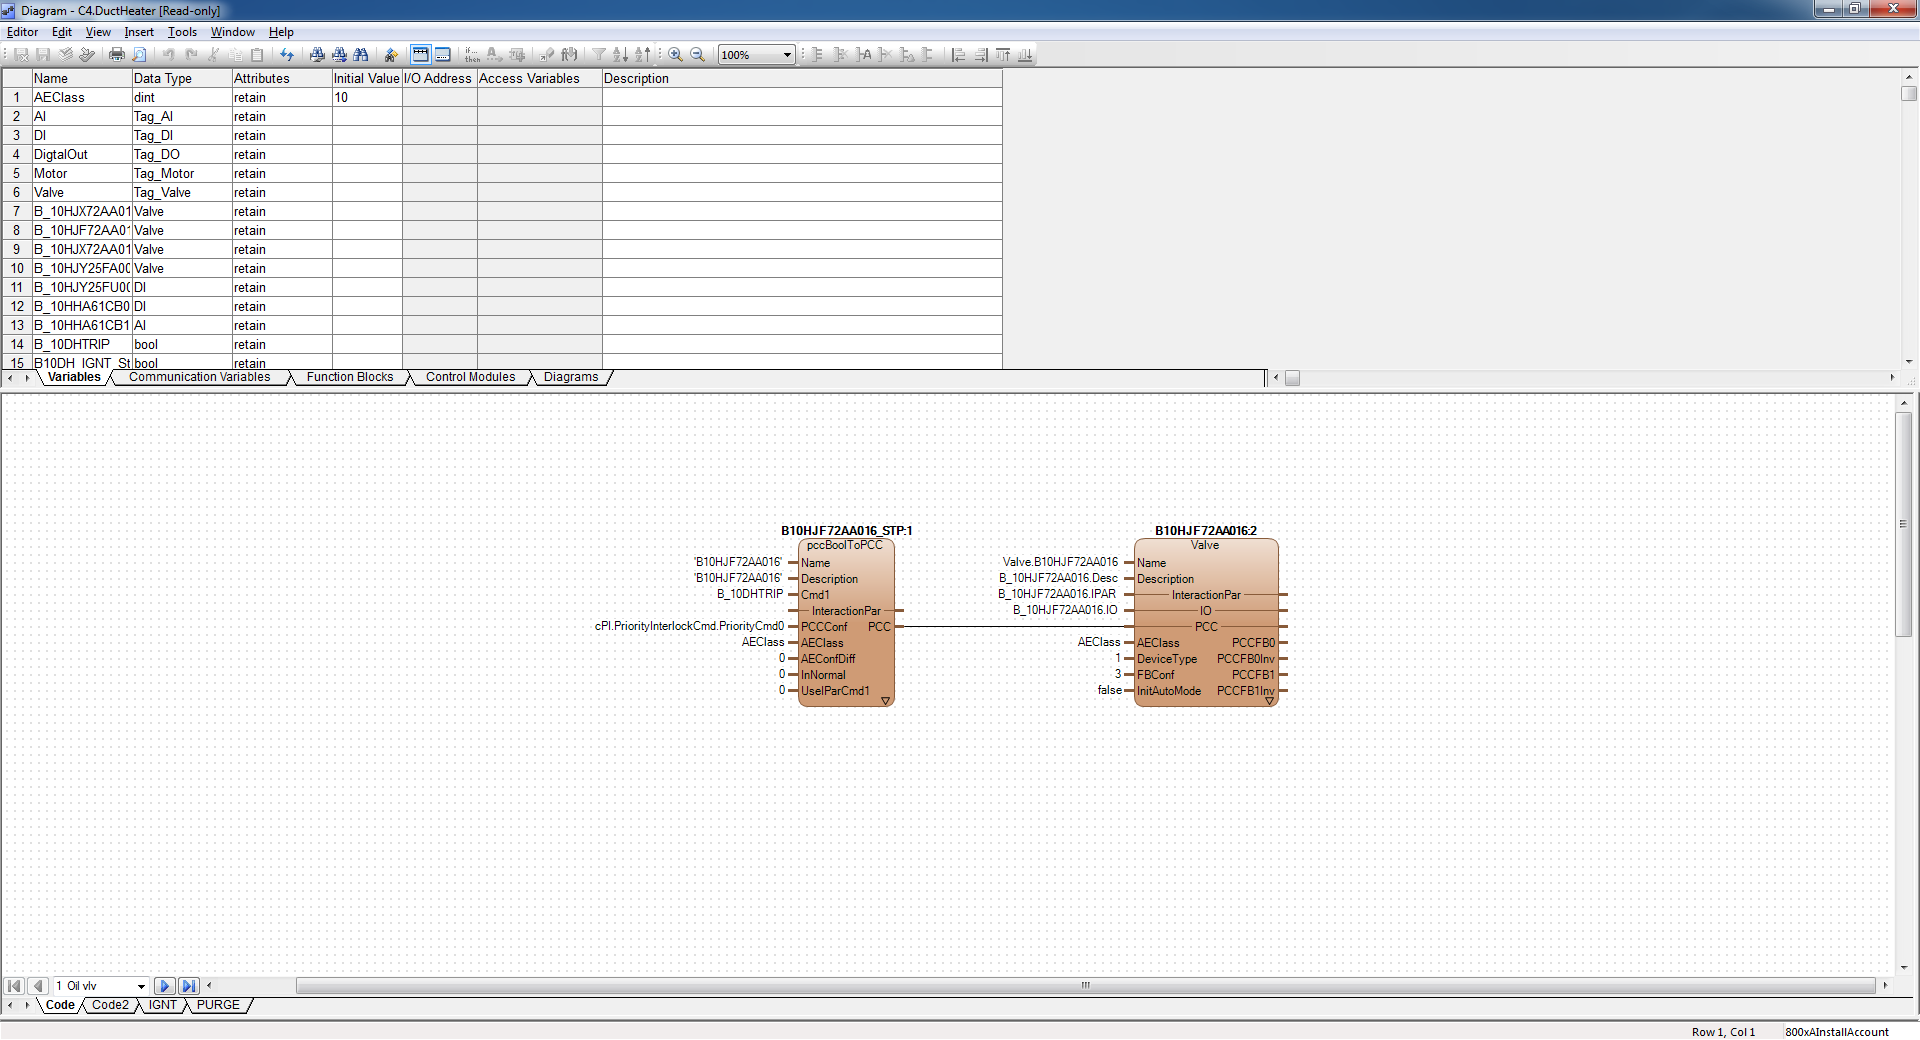 Diagram - C4.DuctHeater [Read-only]
Editor Edit View Insert Tools Window Help
100%
Name Data Type Attributes Initial Value I/O Address Access Variables Description
1 AEClass dint retain 10
2 AI Tag_AI retain
3 DI Tag_DI retain
4 DigtalOut Tag_DO retain
5 Motor Tag_Motor retain
6 Valve Tag_Valve retain
7 B_10HJX72AA01 Valve retain
8 B_10HJF72AA01 Valve retain
9 B_10HJX72AA01 Valve retain
10 B_10HJY25FA00 Valve retain
11 B_10HJY25FU00 DI retain
12 B_10HHA61CB0 DI retain
13 B_10HHA61CB1 AI retain
14 B_10DHTRIP bool retain
15 B10DH_IGNT_St bool retain
Variables Communication Variables Function Blocks Control Modules Diagrams
B10HJF72AA016_STP:1
pccBoolToPCC
'B10HJF72AA016' Name
'B10HJF72AA016' Description
B_10DHTRIP Cmd1
InteractionPar
cPI.PriorityInterlockCmd.PriorityCmd0 PCCConf PCC
AEClass AEClass
0 AEConfDiff
0 InNormal
0 UseIParCmd1
B10HJF72AA016:2
Valve
Valve.B10HJF72AA016 Name
B_10HJF72AA016.Desc Description
B_10HJF72AA016.IPAR InteractionPar
B_10HJF72AA016.IO IO
PCC
AEClass AEClass PCCFB0
1 DeviceType PCCFB0Inv
3 FBConf PCCFB1
false InitAutoMode PCCFB1Inv
1 Oil vlv
Code Code2 IGNT PURGE
Row 1, Col 1 800xAInstallAccount